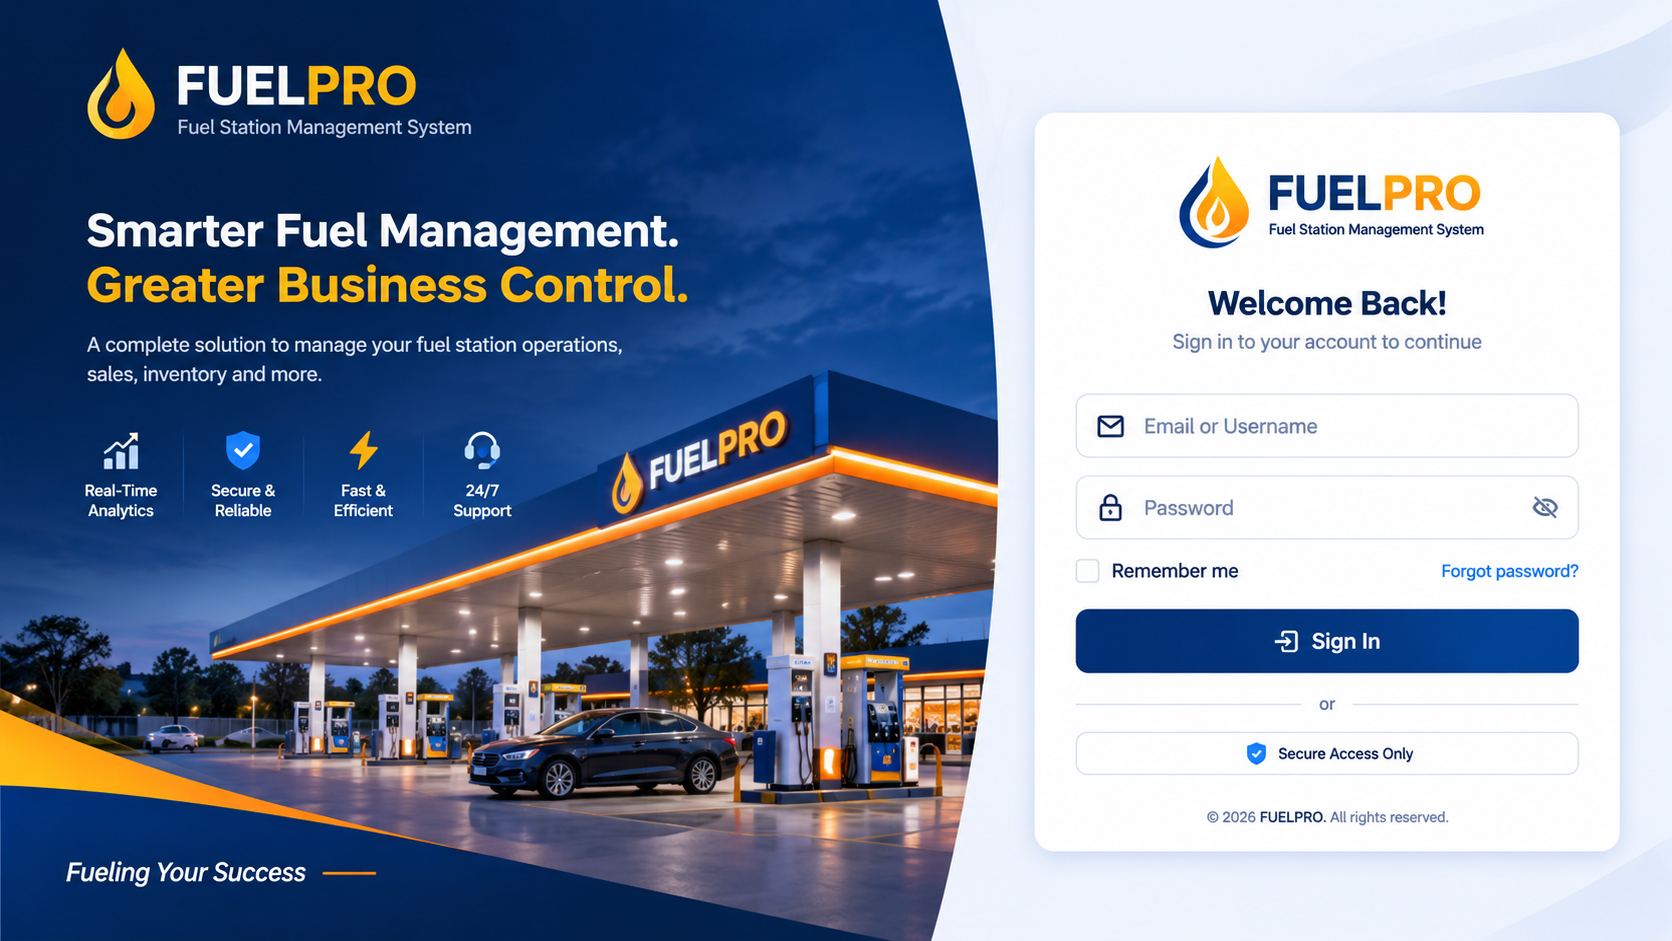 FUELPRO
Fuel Station Management System
Smarter Fuel Management.
Greater Business Control.
A complete solution to manage your fuel station operations,
sales, inventory and more.
Real-Time
Analytics
Secure &
Reliable
Fast &
Efficient
24/7
Support
FUELPRO
Fueling Your Success
FUELPRO
Fuel Station Management System
Welcome Back!
Sign in to your account to continue
Email or Username
Password
Remember me
Forgot password?
Sign In
or
Secure Access Only
© 2026 FUELPRO. All rights reserved.